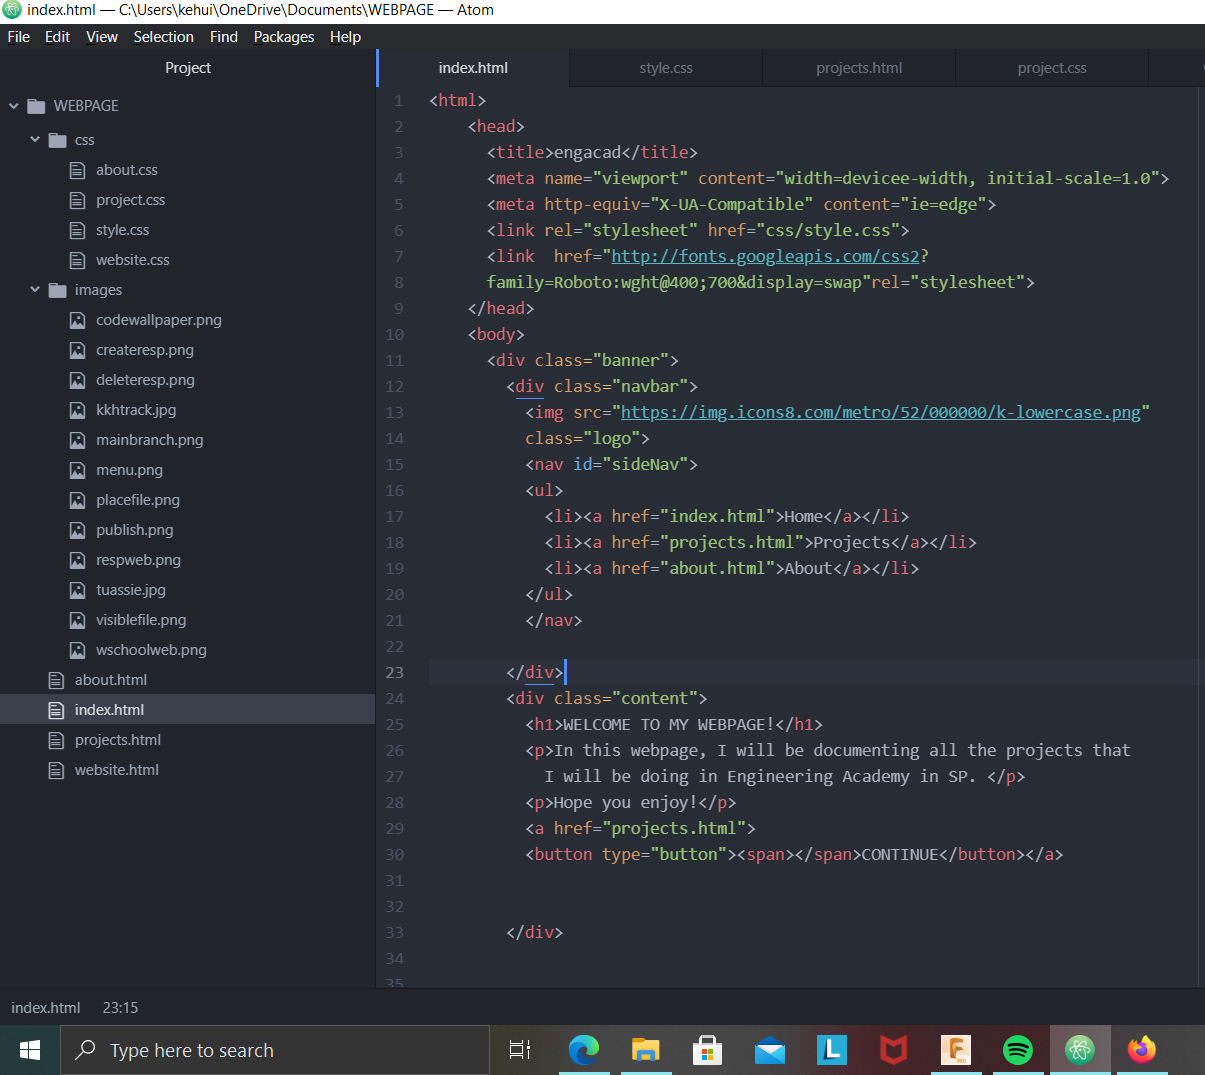 index.html — C:\Users\kehui\OneDrive\Documents\WEBPAGE — Atom
File Edit View Selection Find Packages Help
Project
WEBPAGE
css
about.css
project.css
style.css
website.css
images
codewallpaper.png
createresp.png
deleteresp.png
kkhtrack.jpg
mainbranch.png
menu.png
placefile.png
publish.png
respweb.png
tuassie.jpg
visiblefile.png
wschoolweb.png
about.html
index.html
projects.html
website.html
index.html style.css projects.html project.css
1 <html>
2 <head>
3 <title>engacad</title>
4 <meta name="viewport" content="width=devicee-width, initial-scale=1.0">
5 <meta http-equiv="X-UA-Compatible" content="ie=edge">
6 <link rel="stylesheet" href="css/style.css">
7 <link  href="http://fonts.googleapis.com/css2?
8 family=Roboto:wght@400;700&display=swap"rel="stylesheet">
9 </head>
10 <body>
11 <div class="banner">
12 <div class="navbar">
13 <img src="https://img.icons8.com/metro/52/000000/k-lowercase.png"
14 class="logo">
15 <nav id="sideNav">
16 <ul>
17 <li><a href="index.html">Home</a></li>
18 <li><a href="projects.html">Projects</a></li>
19 <li><a href="about.html">About</a></li>
20 </ul>
21 </nav>
22
23 </div>
24 <div class="content">
25 <h1>WELCOME TO MY WEBPAGE!</h1>
26 <p>In this webpage, I will be documenting all the projects that
27 I will be doing in Engineering Academy in SP. </p>
28 <p>Hope you enjoy!</p>
29 <a href="projects.html">
30 <button type="button"><span></span>CONTINUE</button></a>
31
32
33 </div>
34
35
index.html 23:15
Type here to search